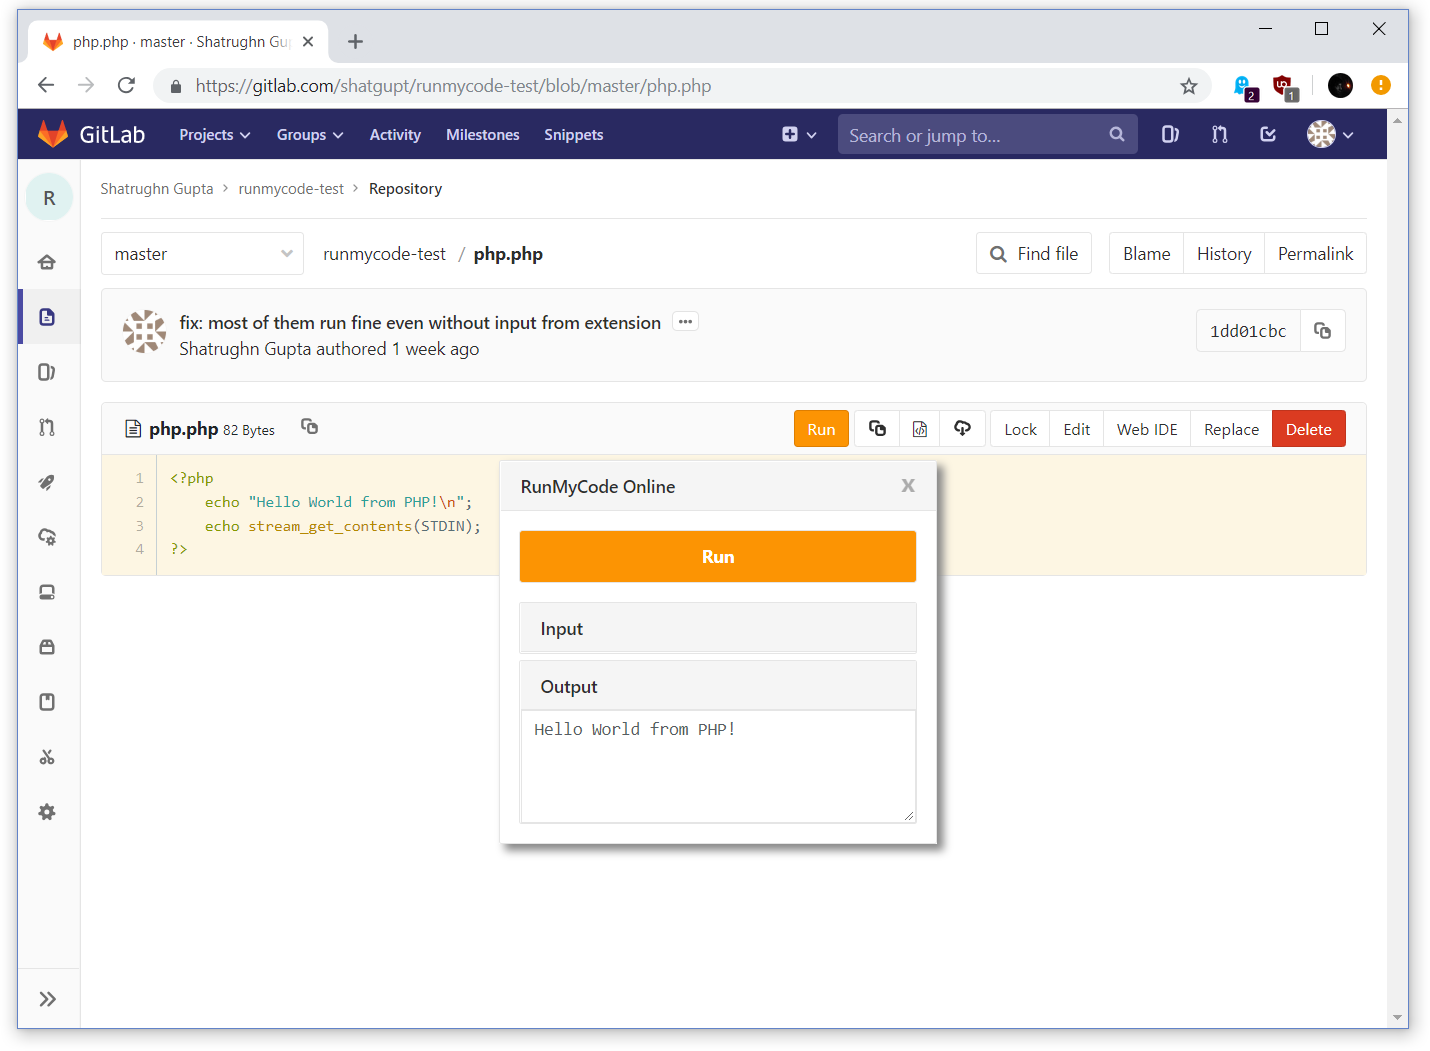 php.php · master · Shatrughn Gu
https://gitlab.com/shatgupt/runmycode-test/blob/master/php.php
2
1
GitLab
Projects
Groups
Activity
Milestones
Snippets
Search or jump to...
R
Shatrughn Gupta > runmycode-test > Repository
master
runmycode-test / php.php
Find file
Blame
History
Permalink
fix: most of them run fine even without input from extension
Shatrughn Gupta authored 1 week ago
1dd01cbc
php.php 82 Bytes
Run
Lock
Edit
Web IDE
Replace
Delete
1 <?php
2 echo "Hello World from PHP!\n";
3 echo stream_get_contents(STDIN);
4 ?>
RunMyCode Online
X
Run
Input
Output
Hello World from PHP!